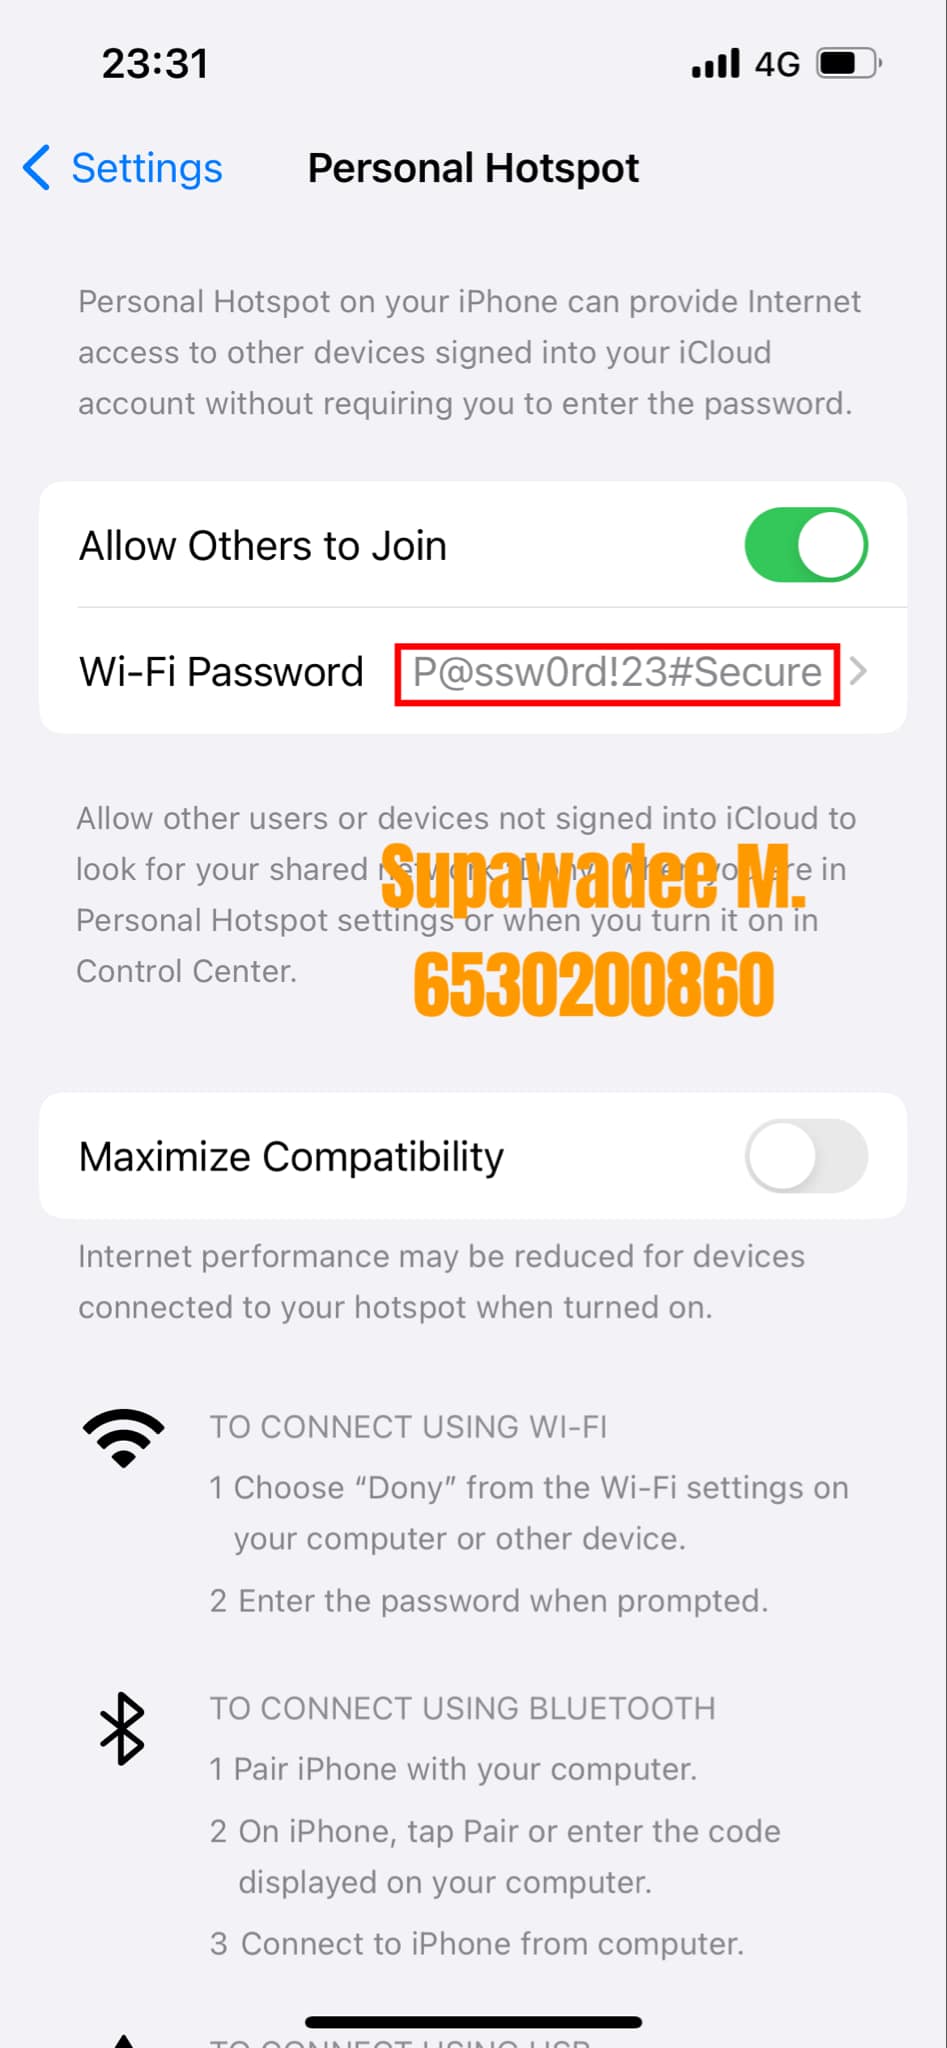 23:31
4G
Settings
Personal Hotspot
Personal Hotspot on your iPhone can provide Internet
access to other devices signed into your iCloud
account without requiring you to enter the password.
Allow Others to Join
Wi-Fi Password
P@ssw0rd!23#Secure
Allow other users or devices not signed into iCloud to
look for your shared in
Supawadee M.
Personal Hotspot settings or when you turn it on in
Control Center.
6530200860
Maximize Compatibility
Internet performance may be reduced for devices
connected to your hotspot when turned on.
TO CONNECT USING WI-FI
1 Choose “Dony” from the Wi-Fi settings on
your computer or other device.
2 Enter the password when prompted.
TO CONNECT USING BLUETOOTH
1 Pair iPhone with your computer.
2 On iPhone, tap Pair or enter the code
displayed on your computer.
3 Connect to iPhone from computer.
TO CONNECT USING USB